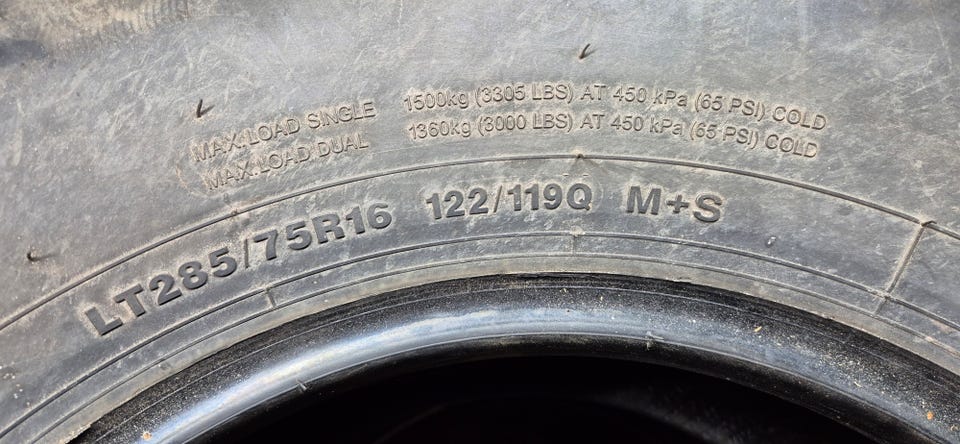 MAX.LOAD SINGLE 1500kg (3305 LBS) AT 450 kPa (65 PSI) COLD
MAX.LOAD DUAL 1360kg (3000 LBS) AT 450 kPa (65 PSI) COLD
LT285/75R16 122/119Q M+S